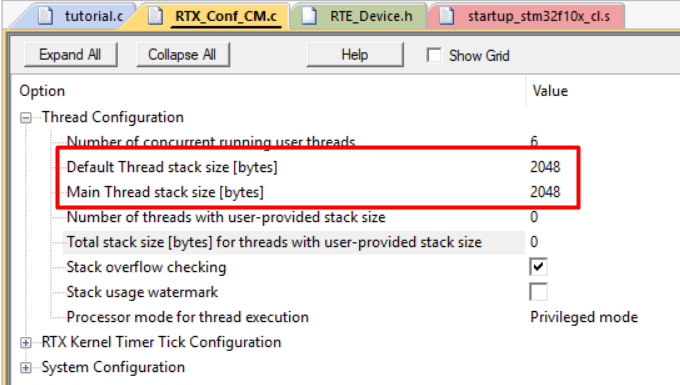 tutorial.c RTX_Conf_CM.c RTE_Device.h startup_stm32f10x_cl.s
Expand All Collapse All Help Show Grid
Option Value
Thread Configuration
Number of concurrent running user threads 6
Default Thread stack size [bytes] 2048
Main Thread stack size [bytes] 2048
Number of threads with user-provided stack size 0
Total stack size [bytes] for threads with user-provided stack size 0
Stack overflow checking
Stack usage watermark
Processor mode for thread execution Privileged mode
RTX Kernel Timer Tick Configuration
System Configuration